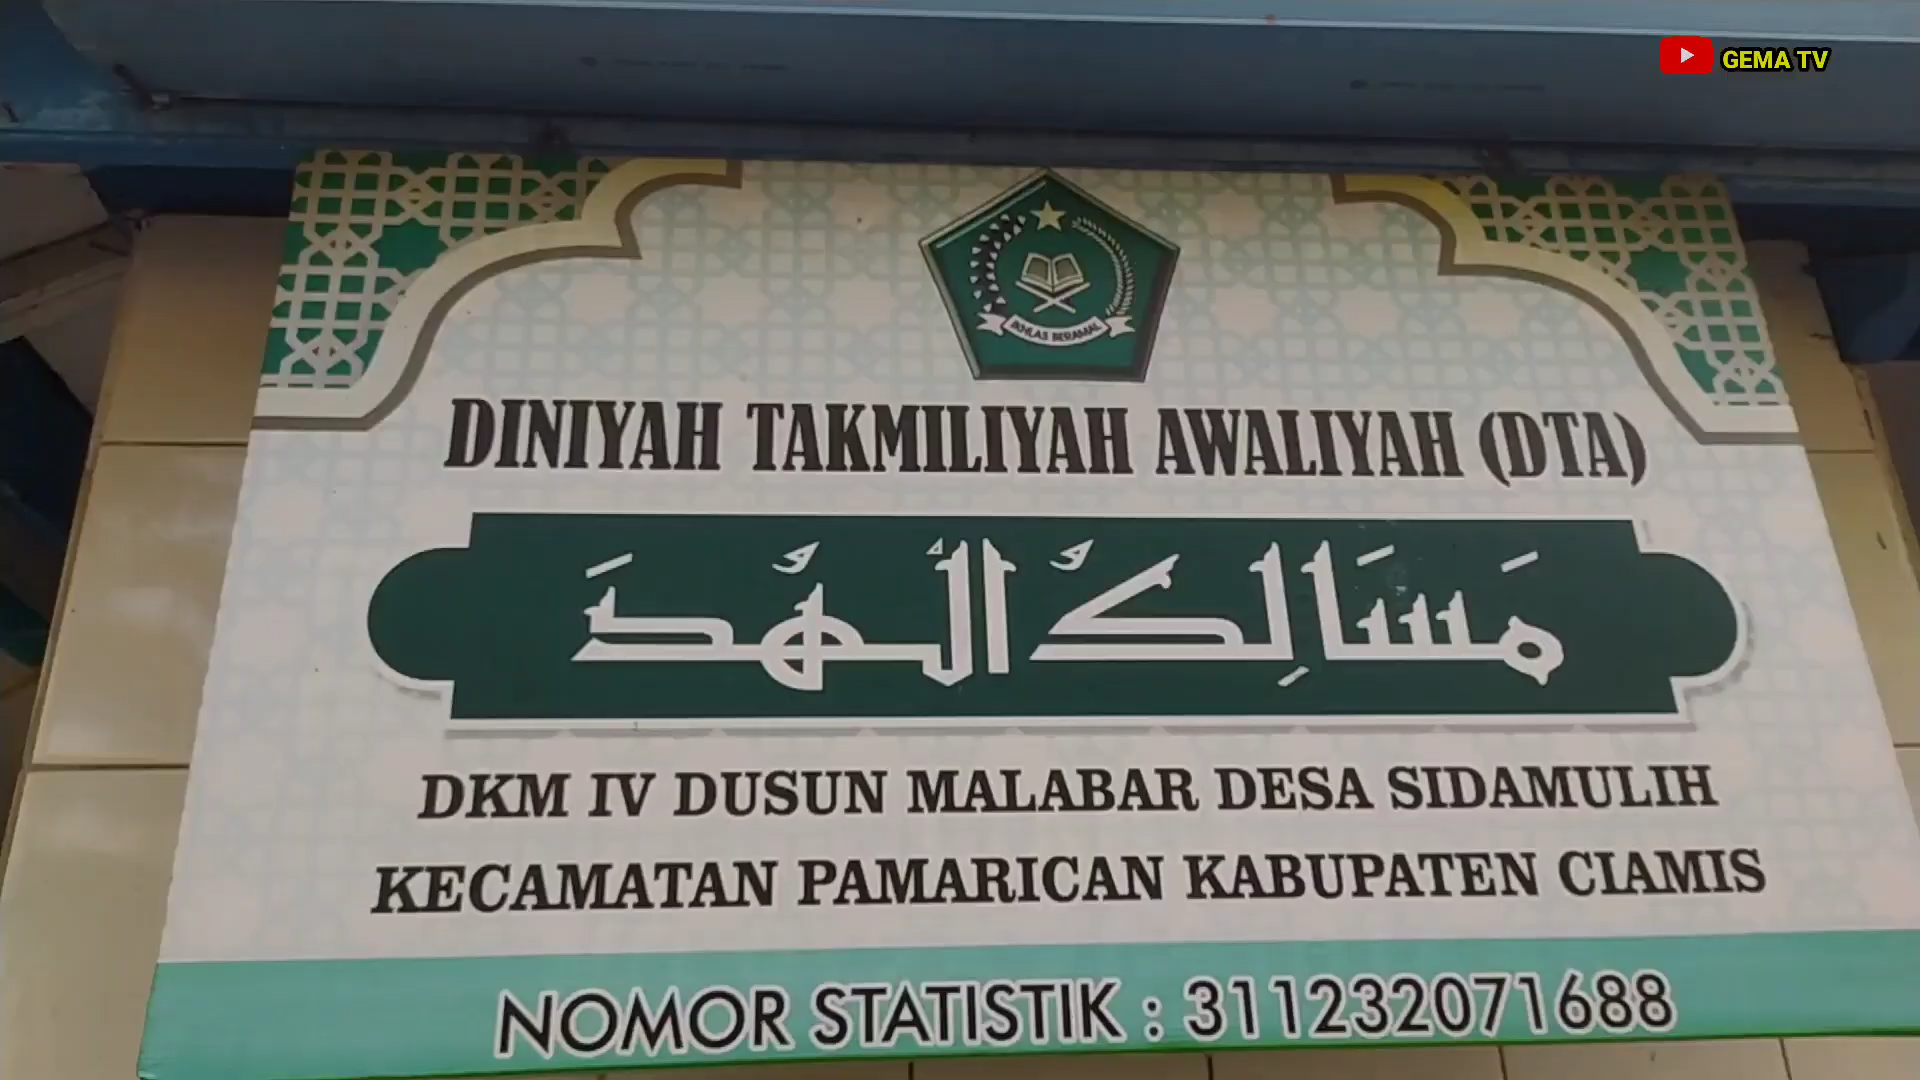 GEMA TV
IKHLAS BERAMAL
DINIYAH TAKMILIYAH AWALIYAH (DTA)
مَسَالِكُ الْهُدَ
DKM IV DUSUN MALABAR DESA SIDAMULIH
KECAMATAN PAMARICAN KABUPATEN CIAMIS
NOMOR STATISTIK : 311232071688